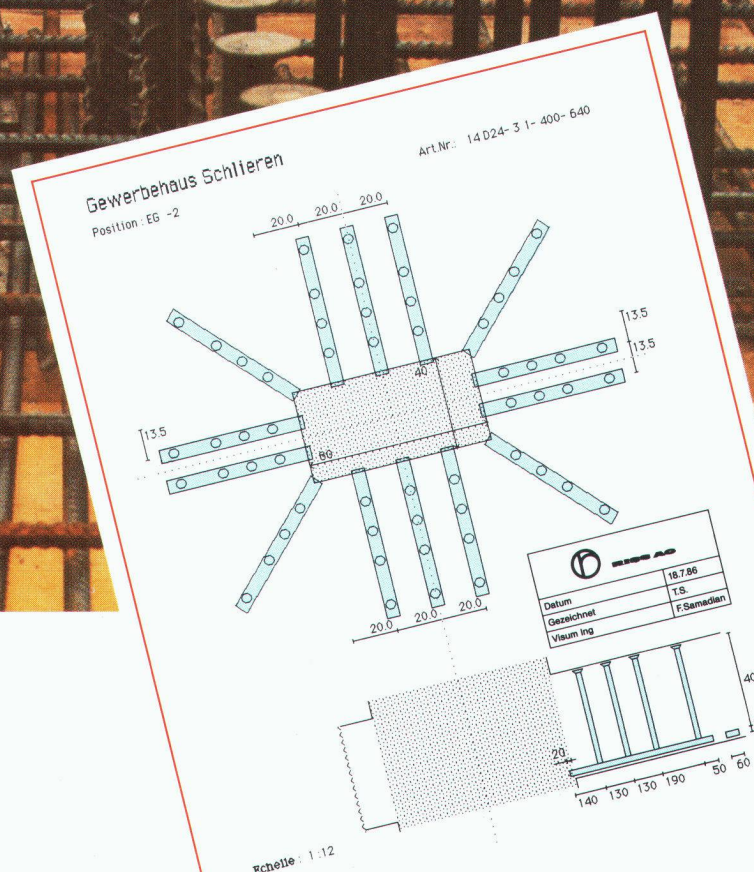 Gewerbehaus Schlieren
Art.Nr.: 14 D24- 3 1- 400- 640
Position : EG -2
20.0 20.0 20.0
13.5
13.5
40
13.5
80
20.0 20.0 20.0
RISS AG
Datum 18.7.86
Gezeichnet T.S.
Visum Ing F.Samadian
40
20
140 130 130 190 50 60
Echelle : 1 :12